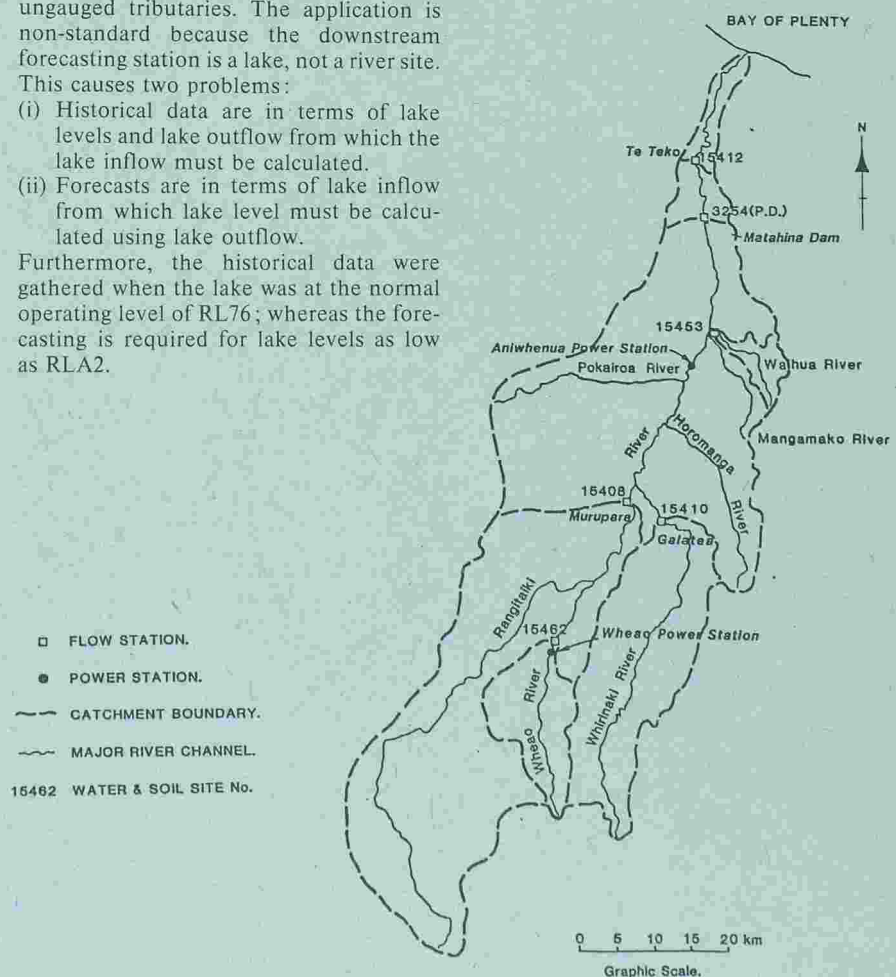 ungauged tributaries. The application is
non-standard because the downstream
forecasting station is a lake, not a river site.
This causes two problems:
(i) Historical data are in terms of lake
levels and lake outflow from which the
lake inflow must be calculated.
(ii) Forecasts are in terms of lake inflow
from which lake level must be calcu-
lated using lake outflow.
Furthermore, the historical data were
gathered when the lake was at the normal
operating level of RL76; whereas the fore-
casting is required for lake levels as low
as RLA2.
BAY OF PLENTY
N
Te Teko
15412
3254(P.D.)
Matahina Dam
15453
Aniwhenua Power Station
Pokairoa River
Waihua River
Mangamako River
River
Horomanga
River
15408
Murupara
15410
Galatea
Rangitaiki
15462
Wheao Power Station
Wheao River
Whirinaki River
FLOW STATION.
POWER STATION.
CATCHMENT BOUNDARY.
MAJOR RIVER CHANNEL.
15462 WATER & SOIL SITE No.
0 5 10 15 20 km
Graphic Scale.